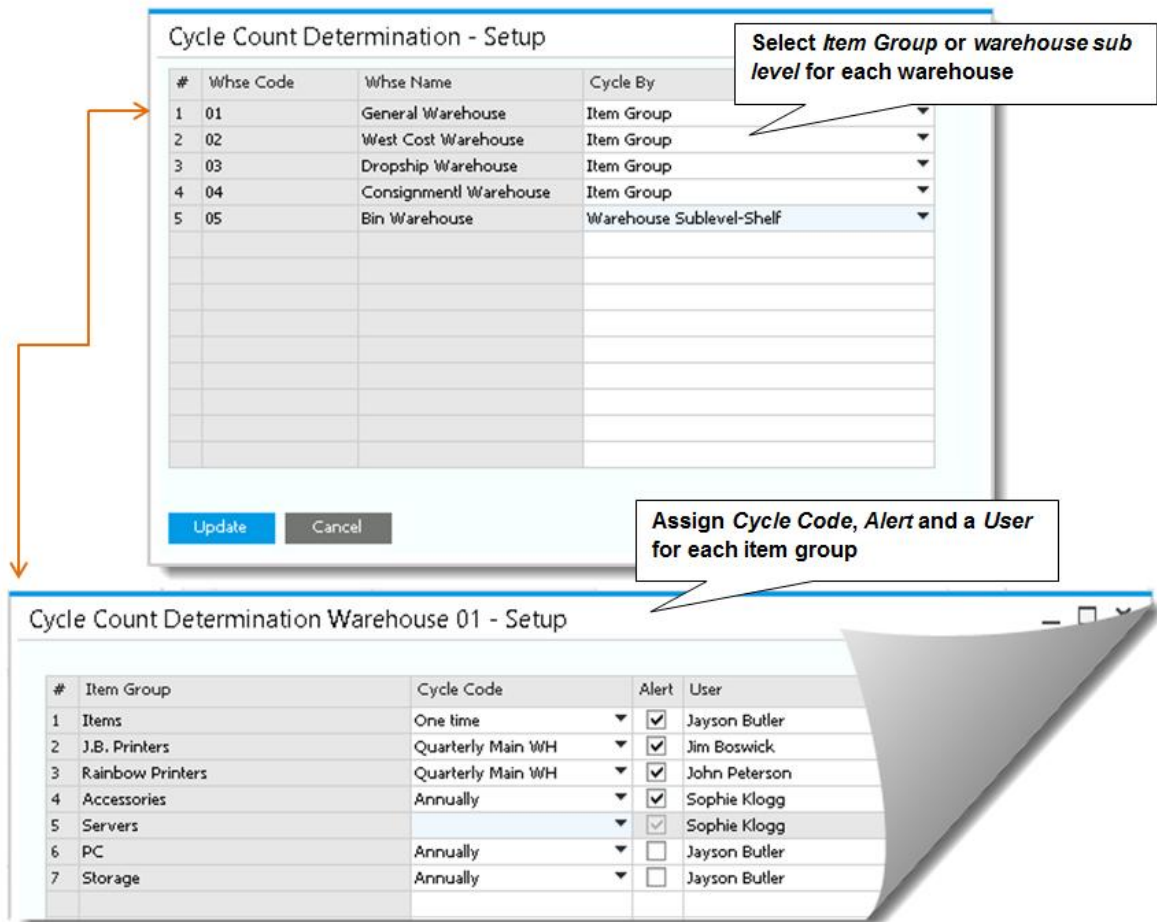 Cycle Count Determination - Setup
Select Item Group or warehouse sub
level for each warehouse
# Whse Code Whse Name Cycle By
1 01 General Warehouse Item Group
2 02 West Cost Warehouse Item Group
3 03 Dropship Warehouse Item Group
4 04 Consignmentl Warehouse Item Group
5 05 Bin Warehouse Warehouse Sublevel-Shelf
Update Cancel
Assign Cycle Code, Alert and a User
for each item group
Cycle Count Determination Warehouse 01 - Setup
# Item Group Cycle Code Alert User
1 Items One time Jayson Butler
2 J.B. Printers Quarterly Main WH Jim Boswick
3 Rainbow Printers Quarterly Main WH John Peterson
4 Accessories Annually Sophie Klogg
5 Servers Sophie Klogg
6 PC Annually Jayson Butler
7 Storage Annually Jayson Butler